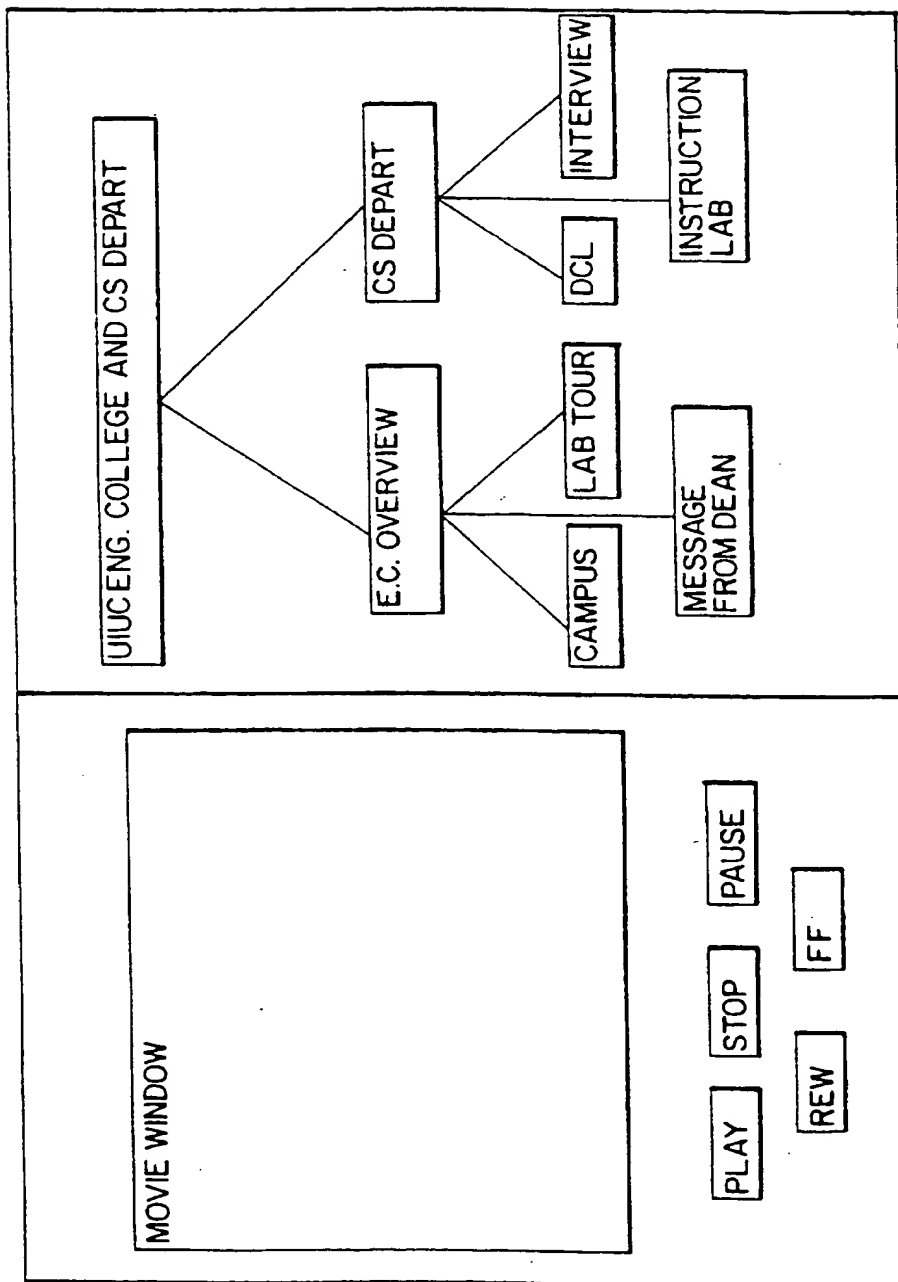 MOVIE WINDOW
PLAY
STOP
PAUSE
REW
FF
UIUC ENG. COLLEGE AND CS DEPART
E.C. OVERVIEW
CS DEPART
CAMPUS
LAB TOUR
DCL
INTERVIEW
MESSAGE
FROM DEAN
INSTRUCTION
LAB